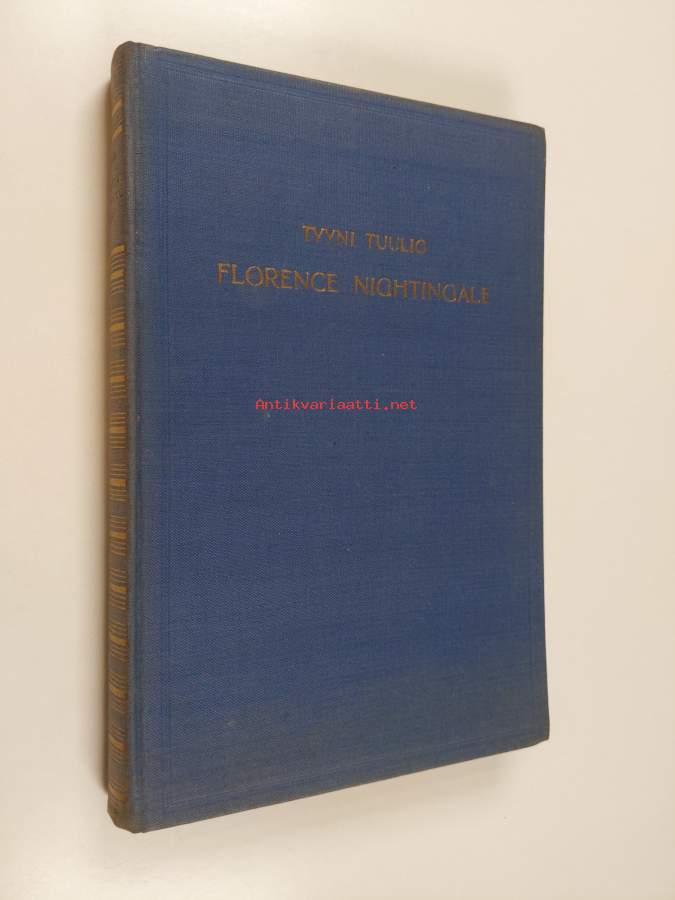 TYYNI TUULIO
FLORENCE NIGHTINGALE
Antikvariaatti.net